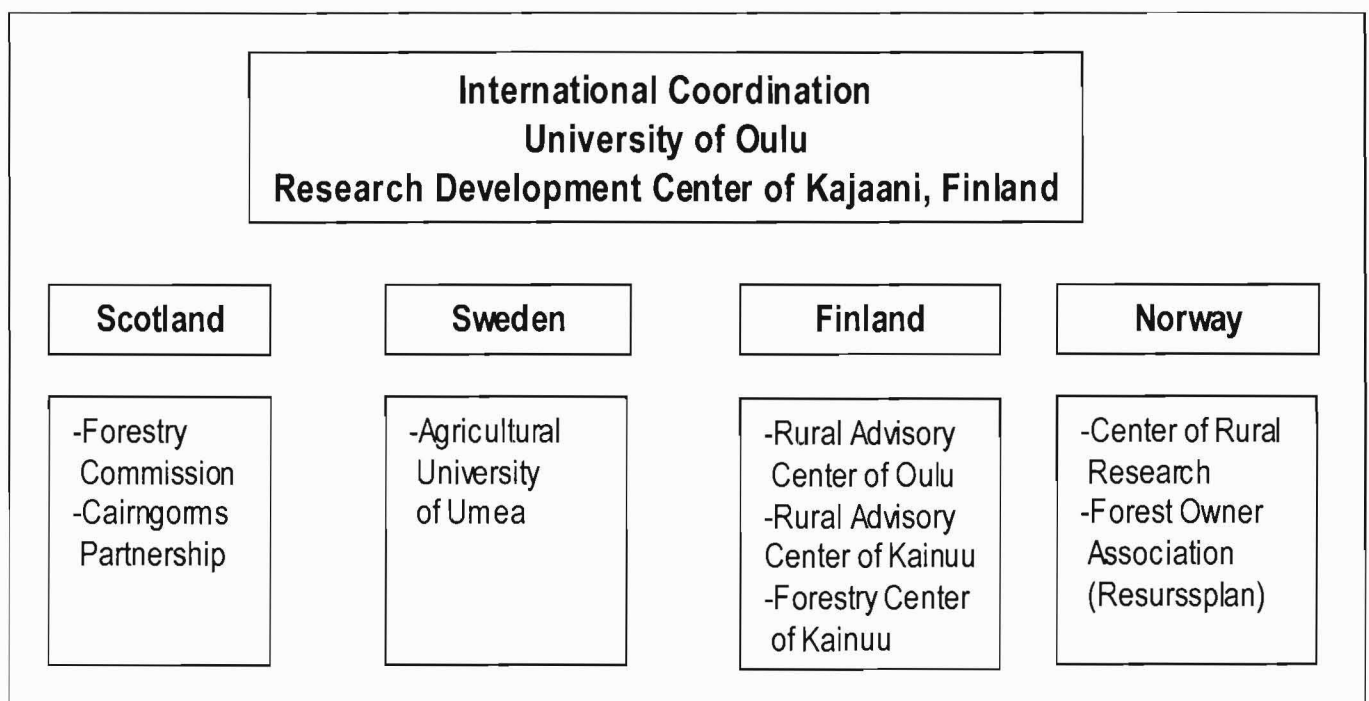 International Coordination
University of Oulu
Research Development Center of Kajaani, Finland
Scotland
-Forestry
Commission
-Cairngorms
Partnership
Sweden
-Agricultural
University
of Umea
Finland
-Rural Advisory
Center of Oulu
-Rural Advisory
Center of Kainuu
-Forestry Center
of Kainuu
Norway
-Center of Rural
Research
-Forest Owner
Association
(Resurssplan)